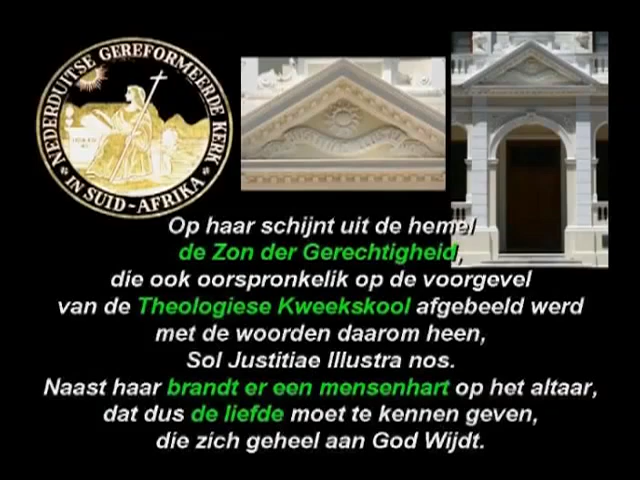 NEDERDUITSE GEREFORMEERDE KERK
IN SUID-AFRIKA
Op haar schijnt uit de hemel
de Zon der Gerechtigheid,
die ook oorspronkelik op de voorgevel
van de Theologiese Kweekskool afgebeeld werd
met de woorden daarom heen,
Sol Justitiae Illustra nos.
Naast haar brandt er een mensenhart op het altaar,
dat dus de liefde moet te kennen geven,
die zich geheel aan God Wijdt.